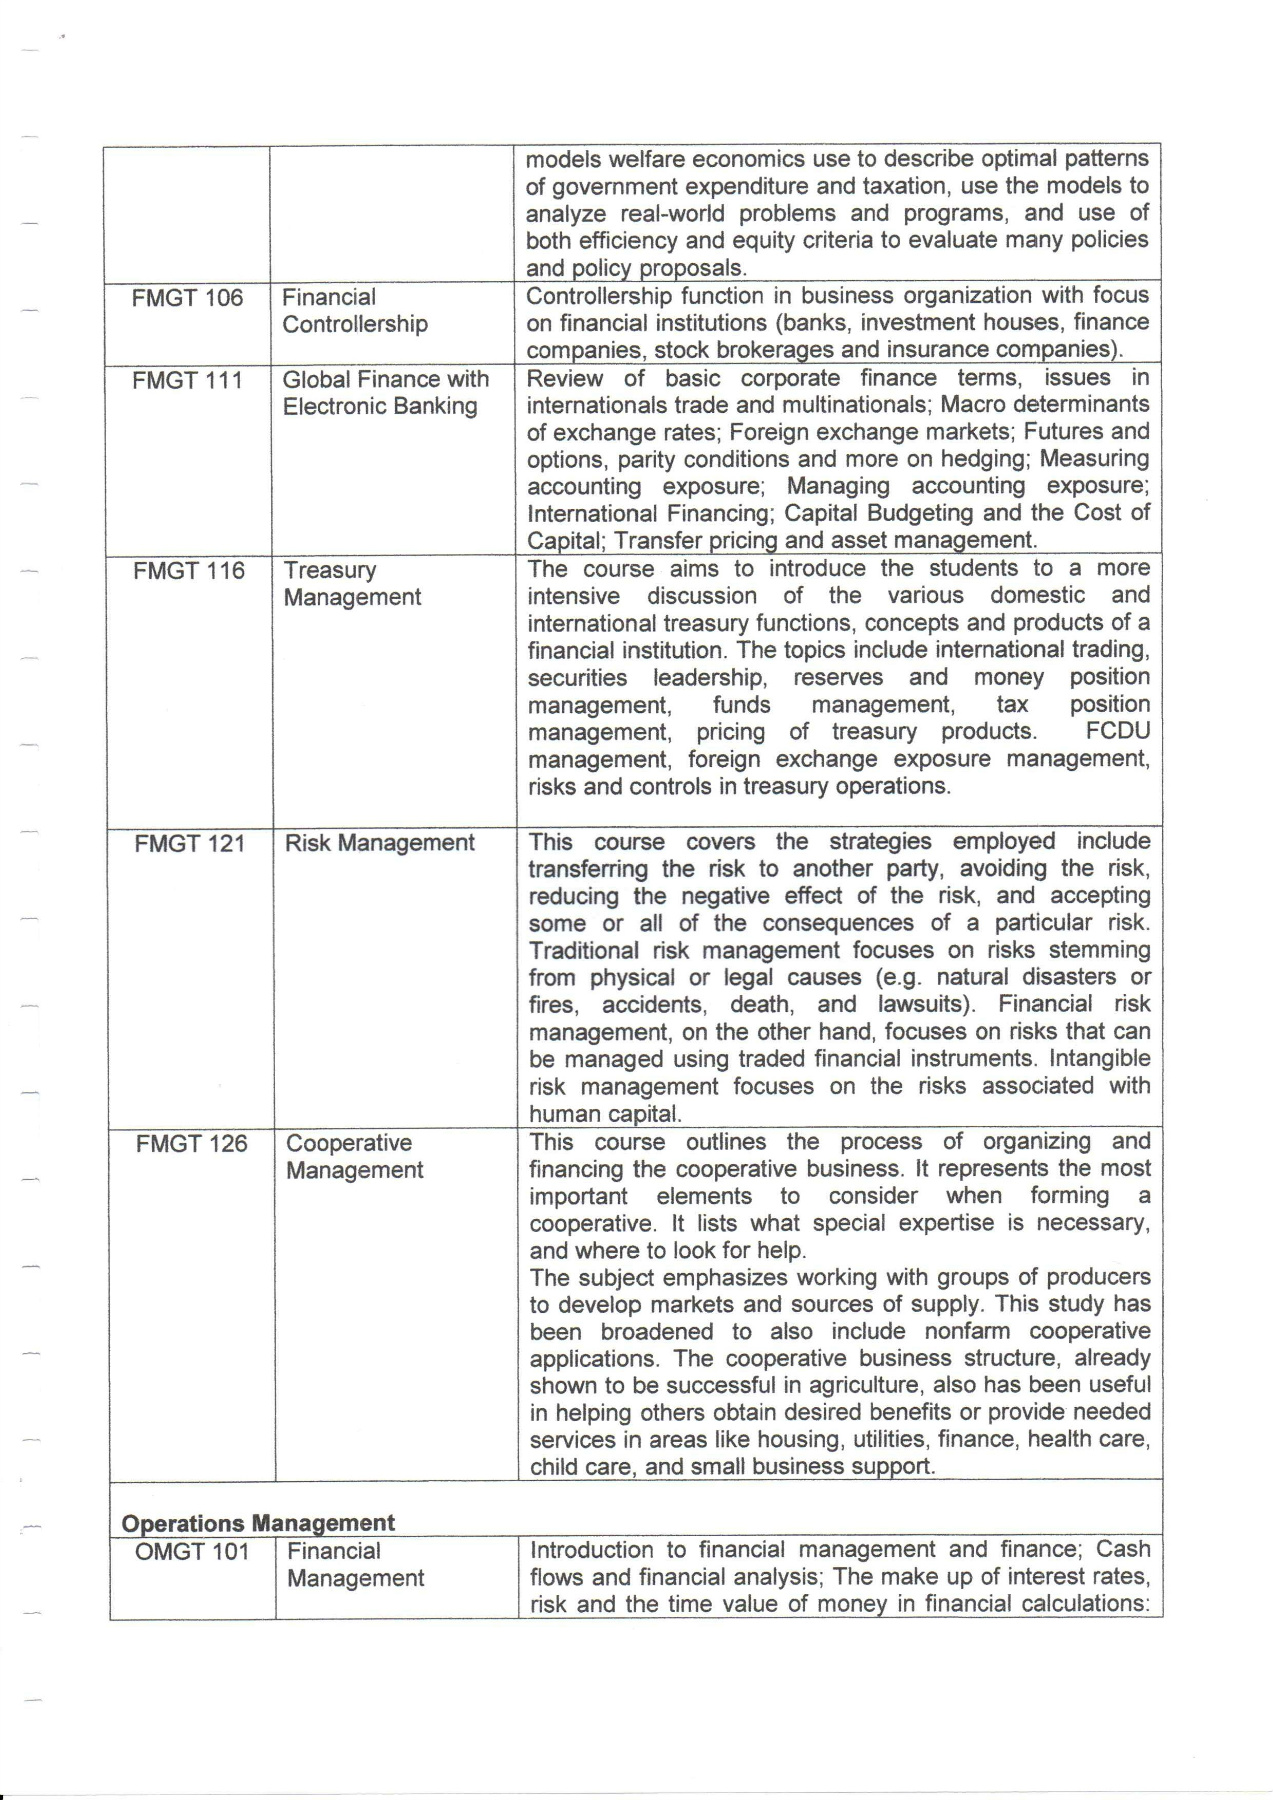 models welfare economics use to describe optimal patterns
of government expenditure and taxation, use the models to
analyze real-world problems and programs, and use of
both efficiency and equity criteria to evaluate many policies
and policy proposals.
FMGT 106
Financial
Controllership
Controllership function in business organization with focus
on financial institutions (banks, investment houses, finance
companies, stock brokerages and insurance companies).
FMGT 111
Global Finance with
Electronic Banking
Review of basic corporate finance terms, issues in
internationals trade and multinationals; Macro determinants
of exchange rates; Foreign exchange markets; Futures and
options, parity conditions and more on hedging; Measuring
accounting exposure; Managing accounting exposure;
International Financing; Capital Budgeting and the Cost of
Capital; Transfer pricing and asset management.
FMGT 116
Treasury
Management
The course aims to introduce the students to a more
intensive discussion of the various domestic and
international treasury functions, concepts and products of a
financial institution. The topics include international trading,
securities leadership, reserves and money position
management, funds management, tax position
management, pricing of treasury products. FCDU
management, foreign exchange exposure management,
risks and controls in treasury operations.
FMGT 121
Risk Management
This course covers the strategies employed include
transferring the risk to another party, avoiding the risk,
reducing the negative effect of the risk, and accepting
some or all of the consequences of a particular risk.
Traditional risk management focuses on risks stemming
from physical or legal causes (e.g. natural disasters or
fires, accidents, death, and lawsuits). Financial risk
management, on the other hand, focuses on risks that can
be managed using traded financial instruments. Intangible
risk management focuses on the risks associated with
human capital.
FMGT 126
Cooperative
Management
This course outlines the process of organizing and
financing the cooperative business. It represents the most
important elements to consider when forming a
cooperative. It lists what special expertise is necessary,
and where to look for help.
The subject emphasizes working with groups of producers
to develop markets and sources of supply. This study has
been broadened to also include nonfarm cooperative
applications. The cooperative business structure, already
shown to be successful in agriculture, also has been useful
in helping others obtain desired benefits or provide needed
services in areas like housing, utilities, finance, health care,
child care, and small business support.
Operations Management
OMGT 101
Financial
Management
Introduction to financial management and finance; Cash
flows and financial analysis; The make up of interest rates,
risk and the time value of money in financial calculations: